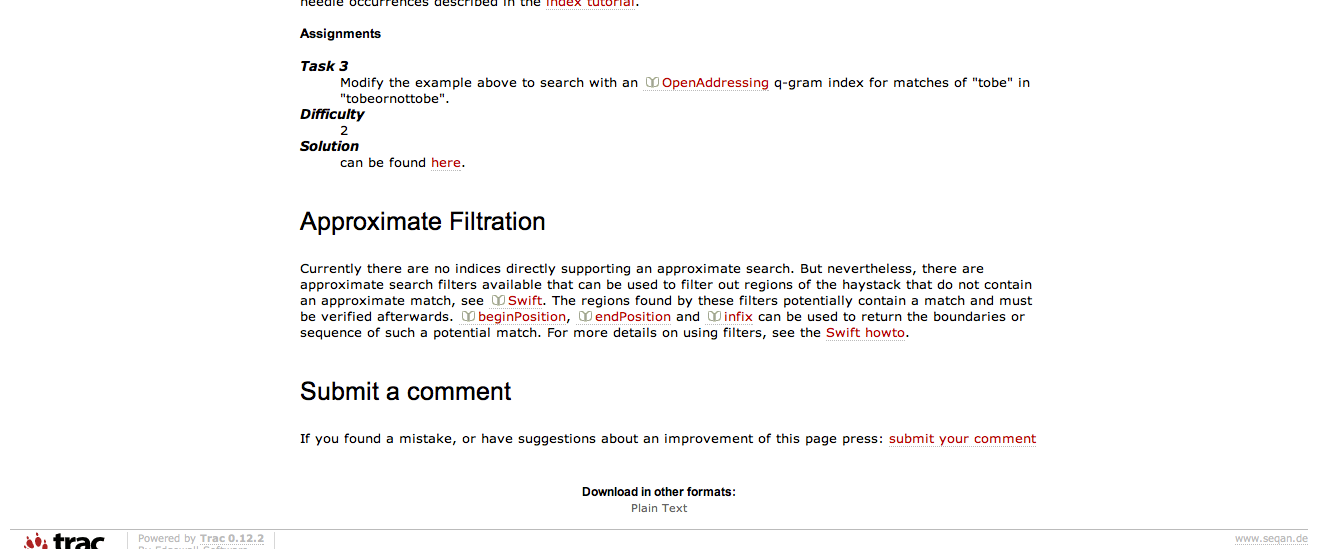 needle occurrences described in the index tutorial.
Assignments
Task 3
Modify the example above to search with an OpenAddressing q-gram index for matches of "tobe" in
"tobeornottobe".
Difficulty
2
Solution
can be found here.
Approximate Filtration
Currently there are no indices directly supporting an approximate search. But nevertheless, there are
approximate search filters available that can be used to filter out regions of the haystack that do not contain
an approximate match, see Swift. The regions found by these filters potentially contain a match and must
be verified afterwards. beginPosition, endPosition and infix can be used to return the boundaries or
sequence of such a potential match. For more details on using filters, see the Swift howto.
Submit a comment
If you found a mistake, or have suggestions about an improvement of this page press: submit your comment
Download in other formats:
Plain Text
trac
Powered by Trac 0.12.2
By Edgewall Software
www.seqan.de